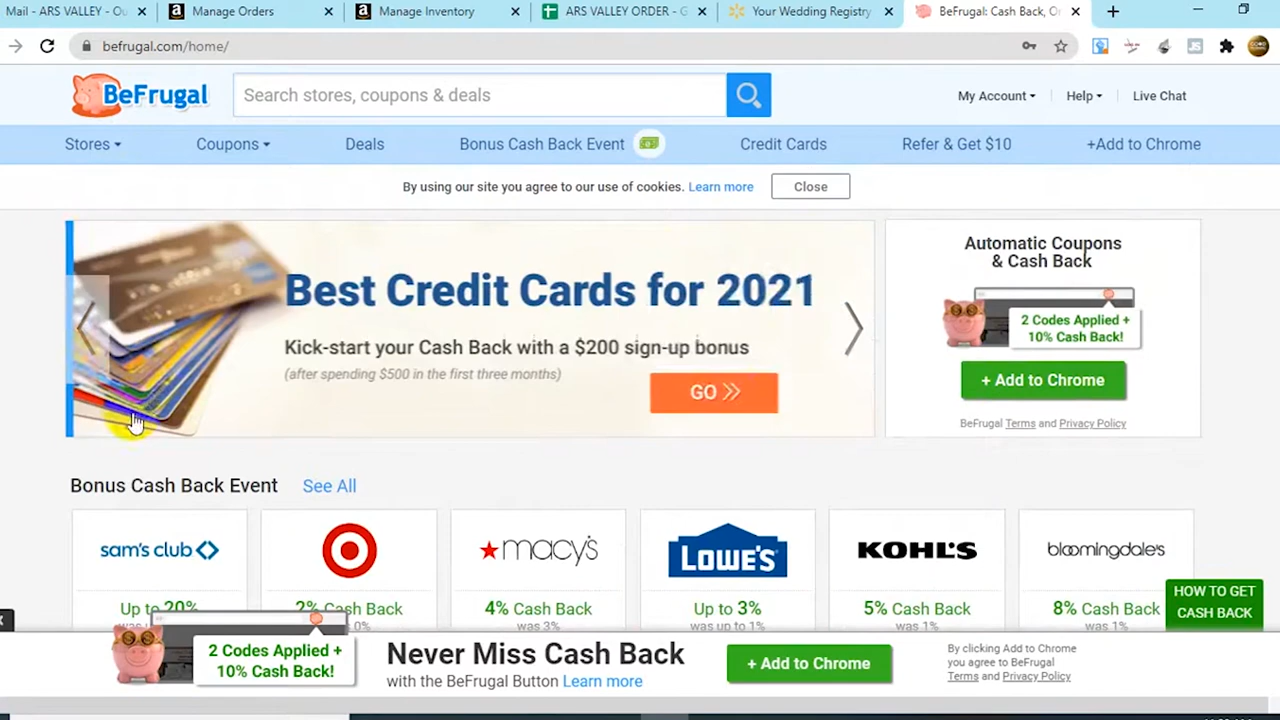 Mail - ARS VALLEY - Ou
Manage Orders
Manage Inventory
ARS VALLEY ORDER - G
Your Wedding Registry
BeFrugal: Cash Back, O
befrugal.com/home/
BeFrugal
Search stores, coupons & deals
My Account
Help
Live Chat
Stores
Coupons
Deals
Bonus Cash Back Event
Credit Cards
Refer & Get $10
+Add to Chrome
By using our site you agree to our use of cookies. Learn more
Close
Best Credit Cards for 2021
Kick-start your Cash Back with a $200 sign-up bonus
(after spending $500 in the first three months)
GO
Automatic Coupons
& Cash Back
2 Codes Applied +
10% Cash Back!
+ Add to Chrome
BeFrugal Terms and Privacy Policy
Bonus Cash Back Event See All
sam's club
macy's
LOWE'S
KOHL'S
bloomingdale's
Up to 20%
2% Cash Back
4% Cash Back
was 3%
Up to 3%
was up to 1%
5% Cash Back
was 1%
8% Cash Back
was 1%
HOW TO GET
CASH BACK
2 Codes Applied +
10% Cash Back!
Never Miss Cash Back
with the BeFrugal Button Learn more
+ Add to Chrome
By clicking Add to Chrome
you agree to BeFrugal
Terms and Privacy Policy